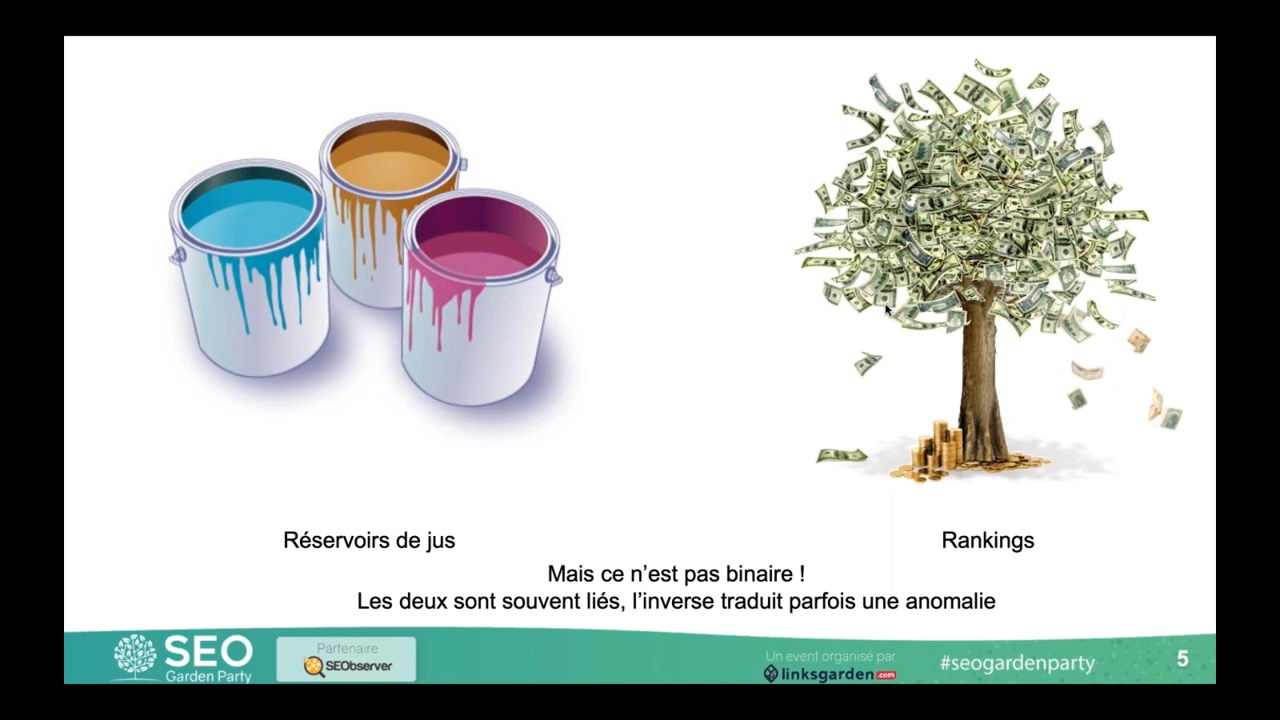 Réservoirs de jus
Rankings
Mais ce n’est pas binaire !
Les deux sont souvent liés, l’inverse traduit parfois une anomalie
SEO
Garden Party
Partenaire
SEObserver
Un event organisé par
linksgarden.com
#seogardenparty
5